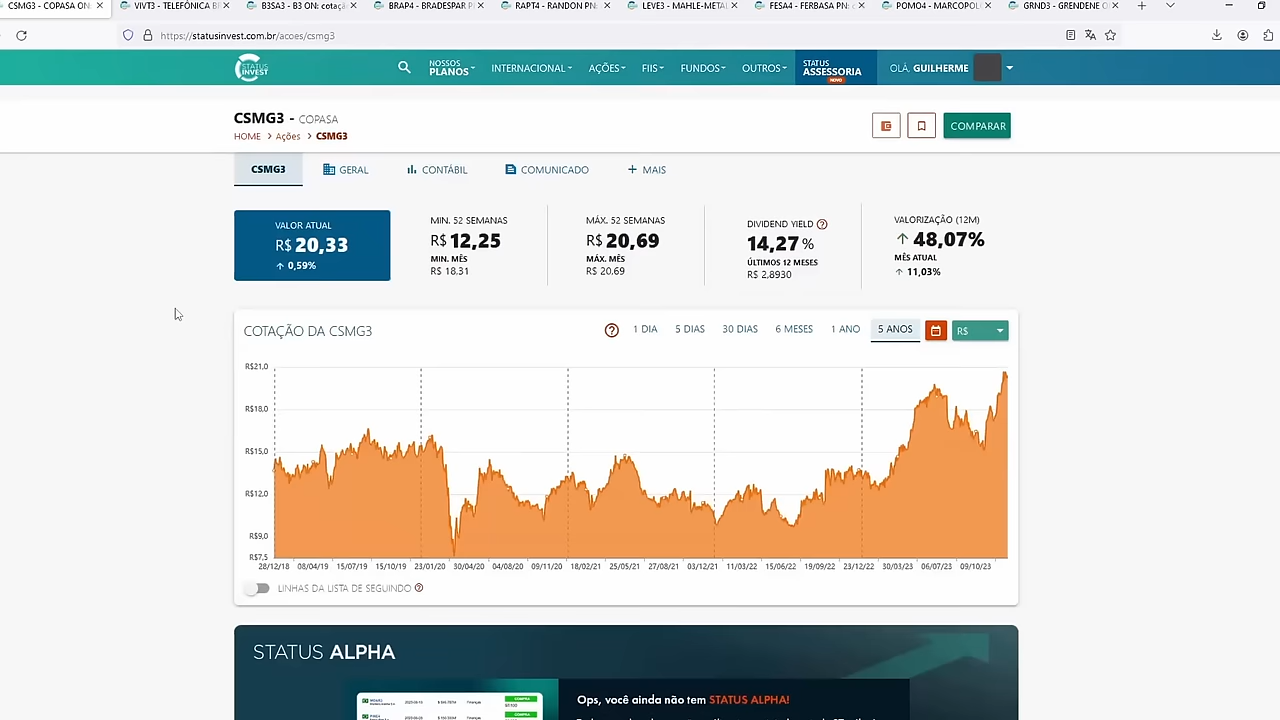 CSMG3 - COPASA ON:
VIVT3 - TELEFÔNICA B
B3SA3 - B3 ON: cotaç
BRAP4 - BRADESPAR P
RAPT4 - RANDON PN:
LEVE3 - MAHLE-METAL
FESA4 - FERBASA PN: c
POMO4 - MARCOPOL
GRND3 - GRENDENE O
https://statusinvest.com.br/acoes/csmg3
STATUS INVEST
NOSSOS PLANOS
INTERNACIONAL
AÇÕES
FIIS
FUNDOS
OUTROS
STATUS ASSESSORIA
NOVO
OLÁ, GUILHERME
CSMG3 - COPASA
HOME > Ações > CSMG3
COMPARAR
CSMG3
GERAL
CONTÁBIL
COMUNICADO
+ MAIS
VALOR ATUAL
R$ 20,33
↑ 0,59%
MIN. 52 SEMANAS
R$ 12,25
MIN. MÊS
R$ 18.31
MÁX. 52 SEMANAS
R$ 20,69
MÁX. MÊS
R$ 20.69
DIVIDEND YIELD ?
14,27 %
ÚLTIMOS 12 MESES
R$ 2,8930
VALORIZAÇÃO (12M)
↑ 48,07%
MÊS ATUAL
↑ 11,03%
COTAÇÃO DA CSMG3
? 1 DIA 5 DIAS 30 DIAS 6 MESES 1 ANO 5 ANOS R$
R$21,0
R$18,0
R$15,0
R$12,0
R$9,0
R$7,5
28/12/18 08/04/19 15/07/19 15/10/19 23/01/20 30/04/20 04/08/20 09/11/20 18/02/21 25/05/21 27/08/21 03/12/21 11/03/22 15/06/22 19/09/22 23/12/22 30/03/23 06/07/23 09/10/23
LINHAS DA LISTA DE SEGUINDO ?
STATUS ALPHA
Ops, você ainda não tem STATUS ALPHA!
COMPRA
COMPRA